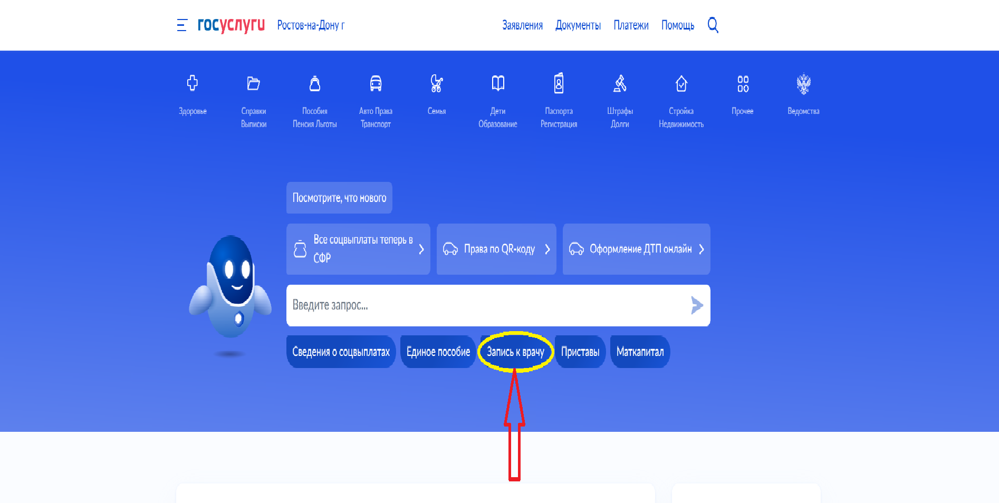 госуслуги Ростов-на-Дону г Заявления Документы Платежи Помощь
Здоровье
Справки Выписки
Пособия Пенсия Льготы
Авто Права Транспорт
Семья
Дети Образование
Паспорта Регистрация
Штрафы Долги
Стройка Недвижимость
Прочее
Ведомства
Посмотрите, что нового
Все соцвыплаты теперь в
СФР
Права по QR-коду
Оформление ДТП онлайн
Введите запрос...
Сведения о соцвыплатах Единое пособие Запись к врачу Приставы Маткапитал